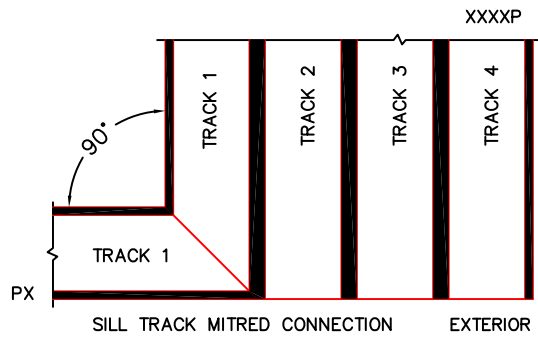 XXXXP
TRACK 1
TRACK 2
TRACK 3
TRACK 4
90°
TRACK 1
PX
SILL TRACK MITRED CONNECTION
EXTERIOR